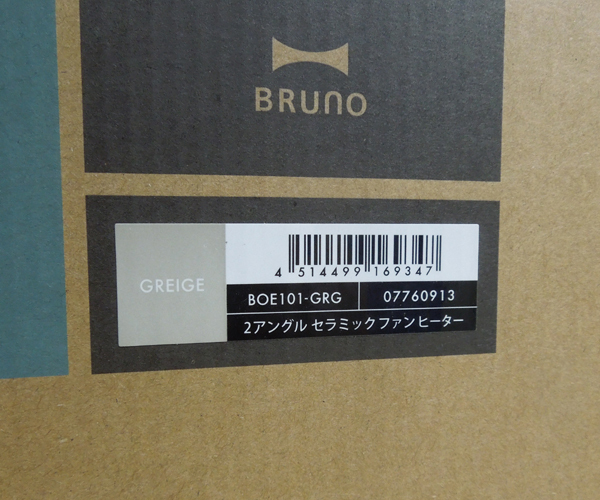 BRUNO
GREIGE
4 514499 169347
BOE101-GRG
07760913
2アングル セラミック ファン ヒーター